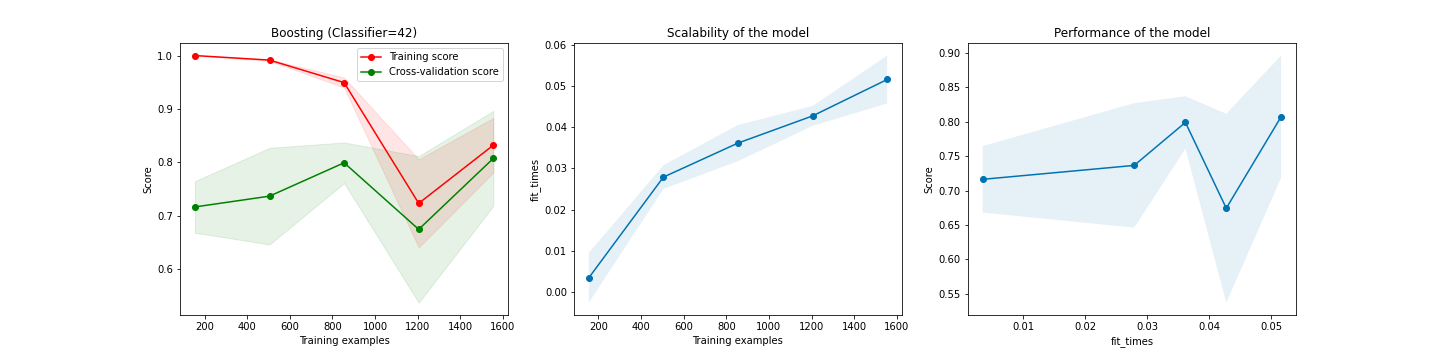 Boosting (Classifier=42)
Score
1.0
0.9
0.8
0.7
0.6
Training score
Cross-validation score
200 400 600 800 1000 1200 1400 1600
Training examples
Scalability of the model
fit_times
0.06
0.05
0.04
0.03
0.02
0.01
0.00
200 400 600 800 1000 1200 1400 1600
Training examples
Performance of the model
Score
0.90
0.85
0.80
0.75
0.70
0.65
0.60
0.55
0.01 0.02 0.03 0.04 0.05
fit_times